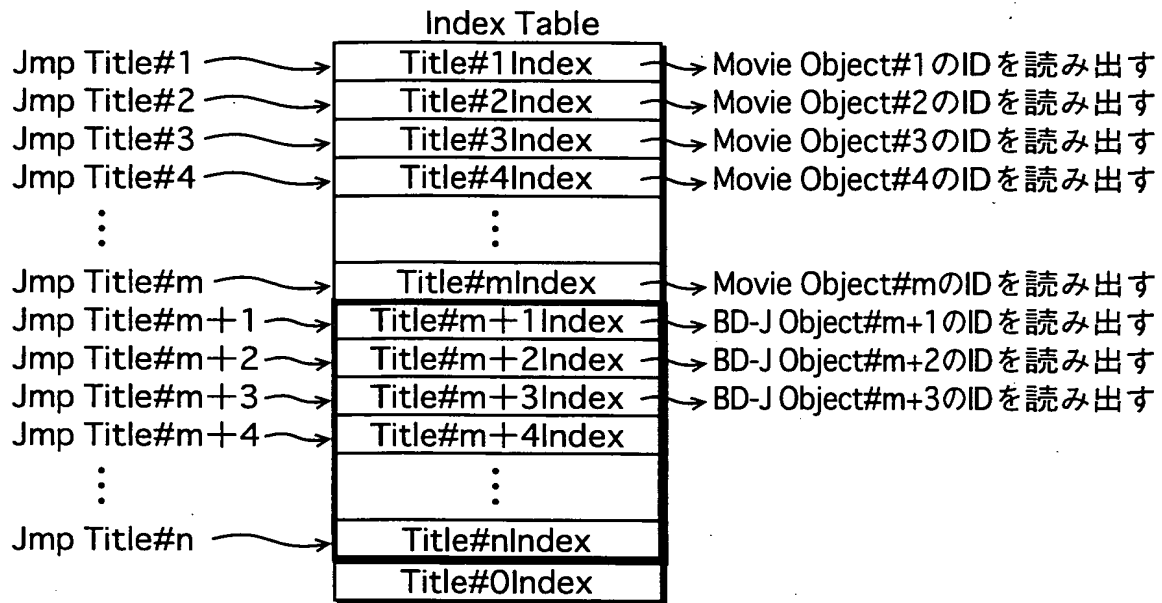 Index Table
Jmp Title#1 Title#1Index Movie Object#1のIDを読み出す
Jmp Title#2 Title#2Index Movie Object#2のIDを読み出す
Jmp Title#3 Title#3Index Movie Object#3のIDを読み出す
Jmp Title#4 Title#4Index Movie Object#4のIDを読み出す
Jmp Title#m Title#mIndex Movie Object#mのIDを読み出す
Jmp Title#m+1 Title#m+1Index BD-J Object#m+1のIDを読み出す
Jmp Title#m+2 Title#m+2Index BD-J Object#m+2のIDを読み出す
Jmp Title#m+3 Title#m+3Index BD-J Object#m+3のIDを読み出す
Jmp Title#m+4 Title#m+4Index
Jmp Title#n Title#nIndex
Title#0Index